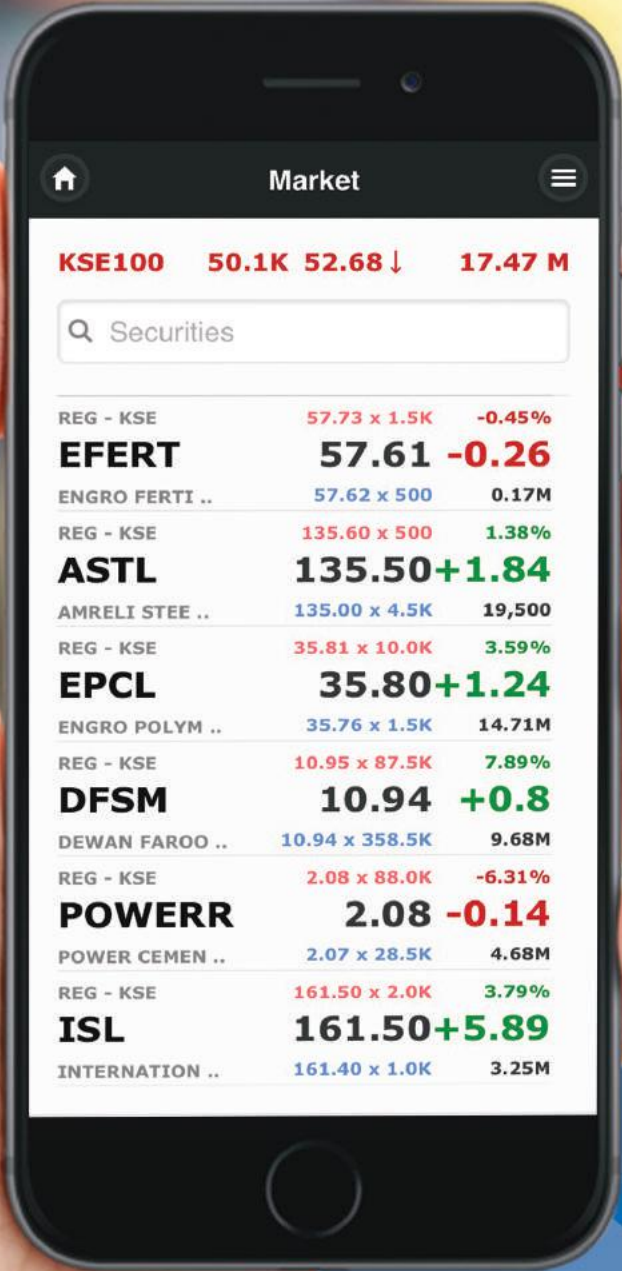 Market
KSE100 50.1K 52.68↓ 17.47 M
Securities
REG - KSE 57.73 x 1.5K -0.45%
EFERT 57.61 -0.26
ENGRO FERTI .. 57.62 x 500 0.17M
REG - KSE 135.60 x 500 1.38%
ASTL 135.50 +1.84
AMRELI STEE .. 135.00 x 4.5K 19,500
REG - KSE 35.81 x 10.0K 3.59%
EPCL 35.80 +1.24
ENGRO POLYM .. 35.76 x 1.5K 14.71M
REG - KSE 10.95 x 87.5K 7.89%
DFSM 10.94 +0.8
DEWAN FAROO .. 10.94 x 358.5K 9.68M
REG - KSE 2.08 x 88.0K -6.31%
POWERR 2.08 -0.14
POWER CEMEN .. 2.07 x 28.5K 4.68M
REG - KSE 161.50 x 2.0K 3.79%
ISL 161.50 +5.89
INTERNATION .. 161.40 x 1.0K 3.25M